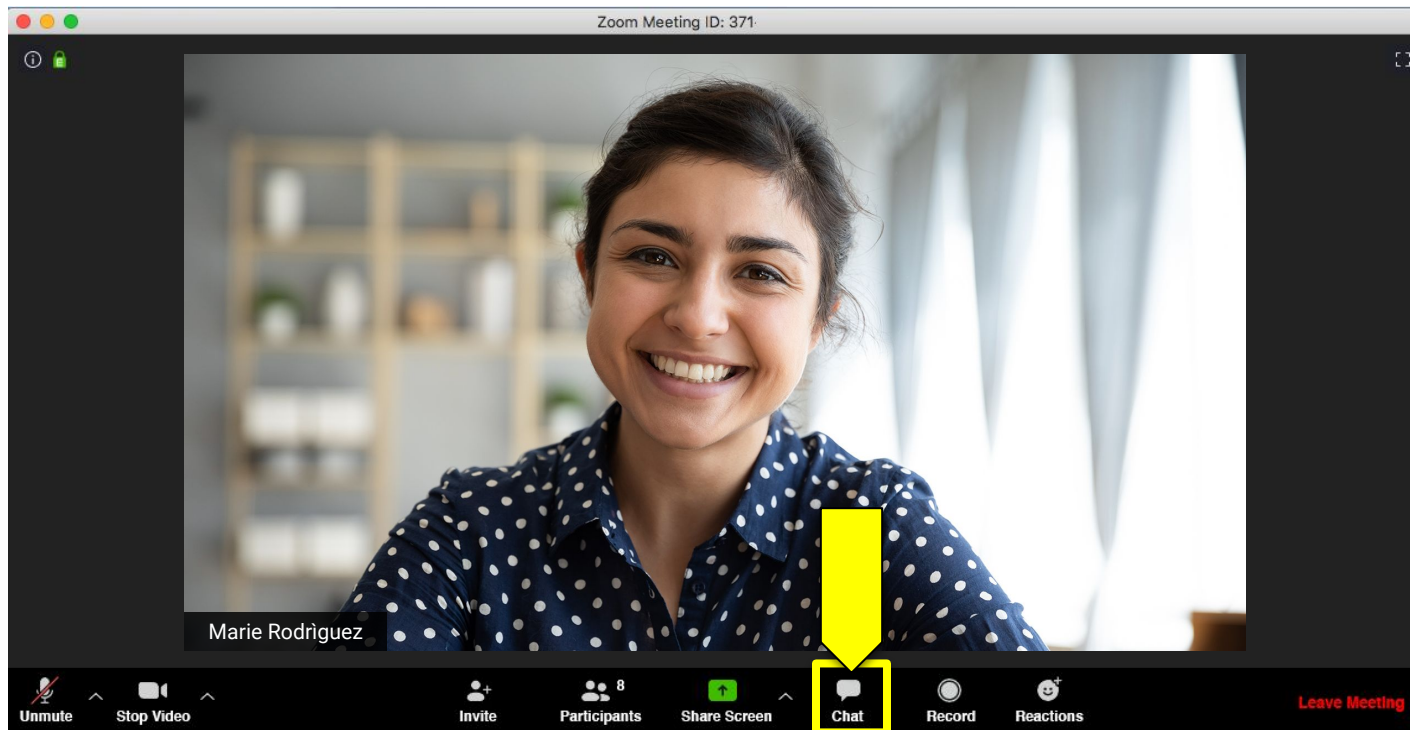 Zoom Meeting ID: 371
E
Marie Rodrìguez
8
Unmute
Stop Video
Invite
Participants
Share Screen
Chat
Record
Reactions
Leave Meeting